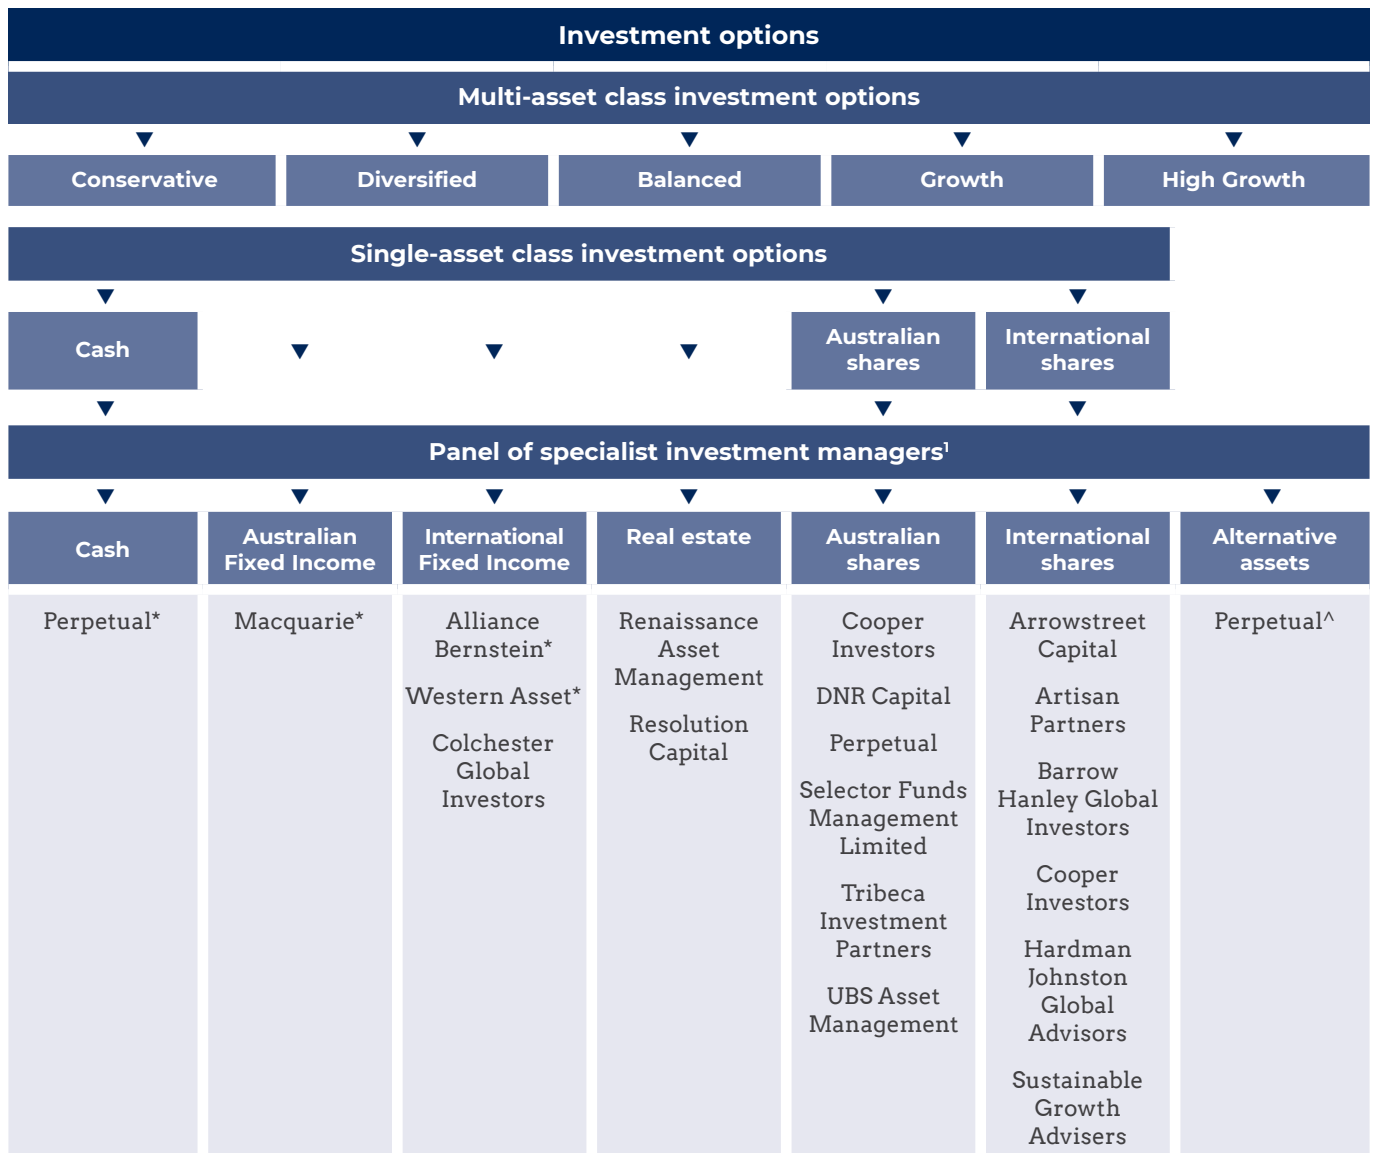 Investment options
Multi-asset class investment options
Conservative
Diversified
Balanced
Growth
High Growth
Single-asset class investment options
Cash
Australian
shares
International
shares
Panel of specialist investment managers¹
Cash
Australian
Fixed Income
International
Fixed Income
Real estate
Australian
shares
International
shares
Alternative
assets
Perpetual*
Macquarie*
Alliance
Bernstein*
Western Asset*
Colchester
Global
Investors
Renaissance
Asset
Management
Resolution
Capital
Cooper
Investors
DNR Capital
Perpetual
Selector Funds
Management
Limited
Tribeca
Investment
Partners
UBS Asset
Management
Arrowstreet
Capital
Artisan
Partners
Barrow
Hanley Global
Investors
Cooper
Investors
Hardman
Johnston
Global
Advisors
Sustainable
Growth
Advisers
Perpetual^